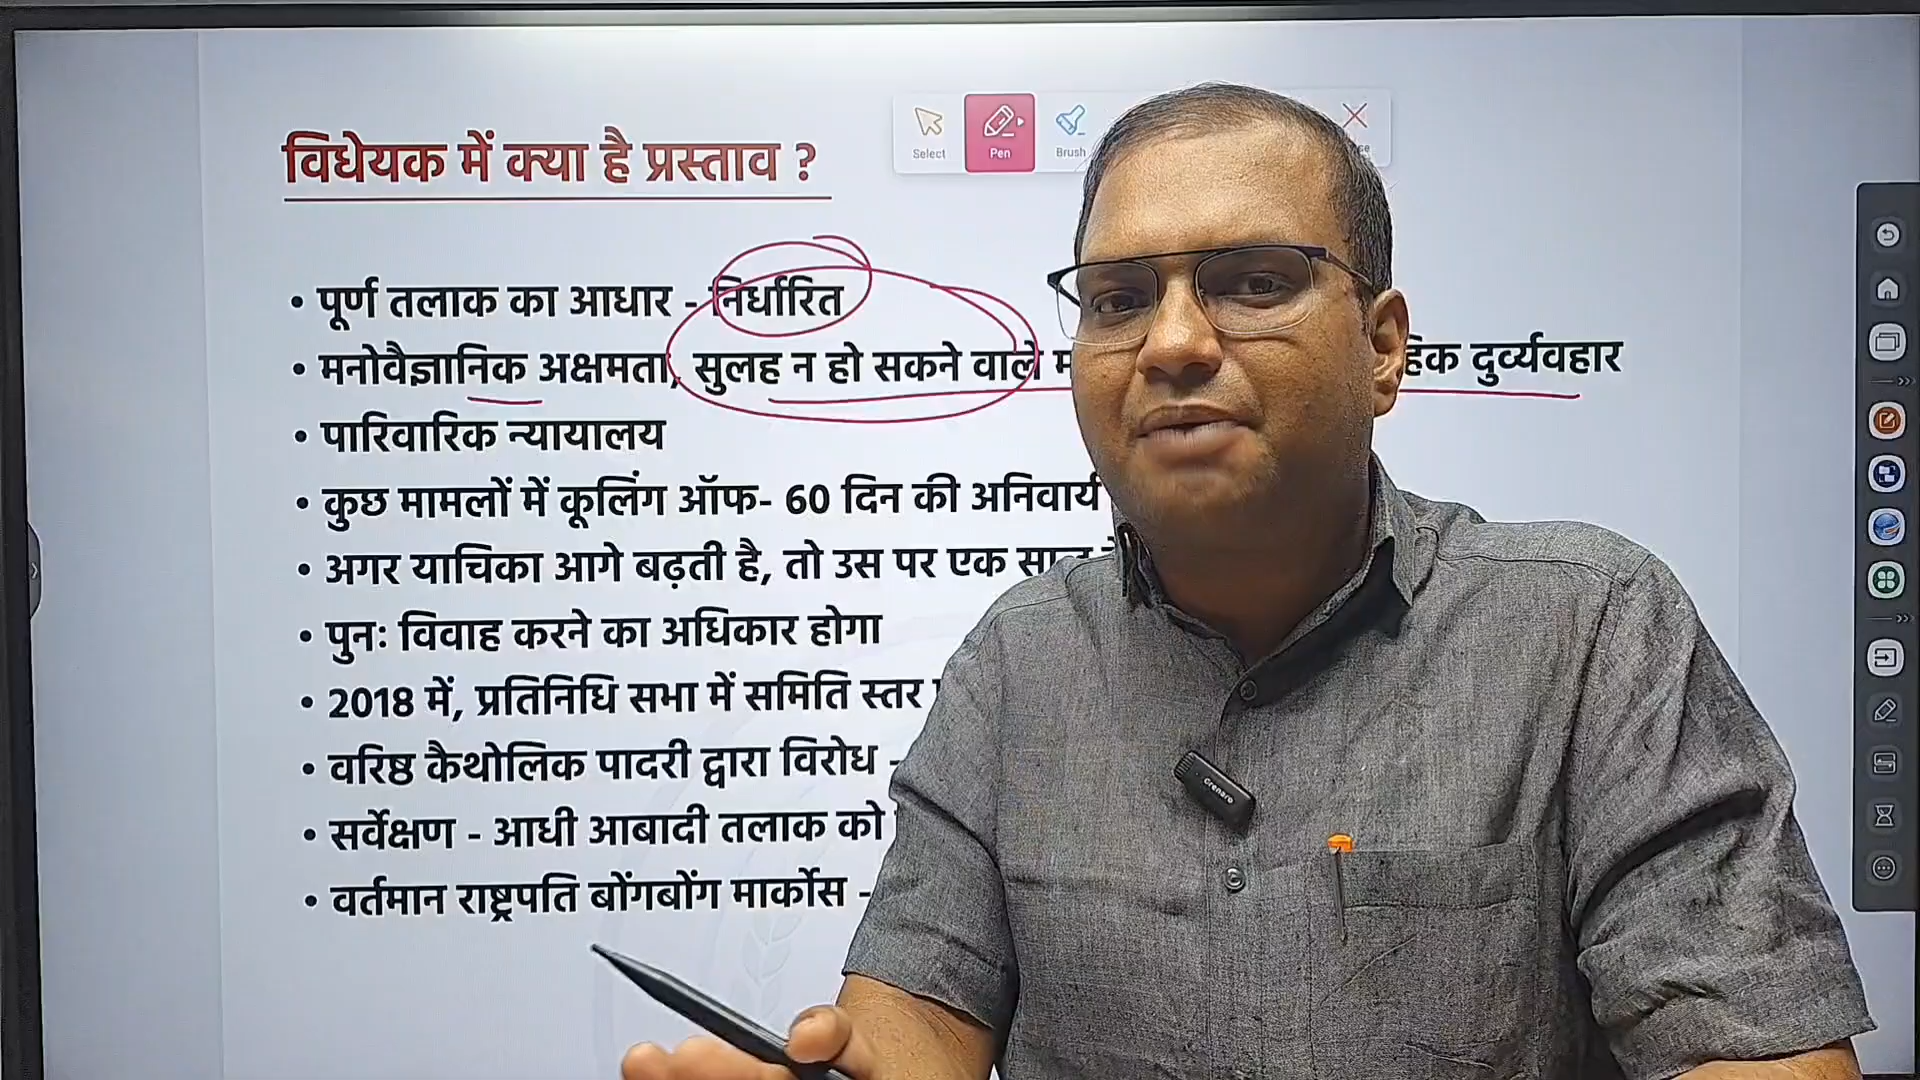 विधेयक में क्या है प्रस्ताव ?
Select Pen Brush
• पूर्ण तलाक का आधार - निर्धारित
• मनोवैज्ञानिक अक्षमता, सुलह न हो सकने वाले दुर्व्यवहार
• पारिवारिक न्यायालय
• कुछ मामलों में कूलिंग ऑफ- 60 दिन की अनिवार्य
• अगर याचिका आगे बढ़ती है, तो उस पर एक
• पुनः विवाह करने का अधिकार होगा
• 2018 में, प्रतिनिधि सभा में समिति स्तर
• वरिष्ठ कैथोलिक पादरी द्वारा विरोध -
• सर्वेक्षण - आधी आबादी तलाक को
• वर्तमान राष्ट्रपति बोंगबोंग मार्कोस -
Grenaro